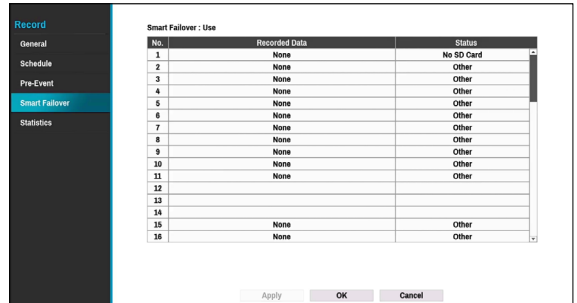 Record
General
Schedule
Pre-Event
Smart Failover
Statistics
Smart Failover : Use
No. Recorded Data Status
1 None No SD Card
2 None Other
3 None Other
4 None Other
5 None Other
6 None Other
7 None Other
8 None Other
9 None Other
10 None Other
11 None Other
12
13
14
15 None Other
16 None Other
Apply OK Cancel